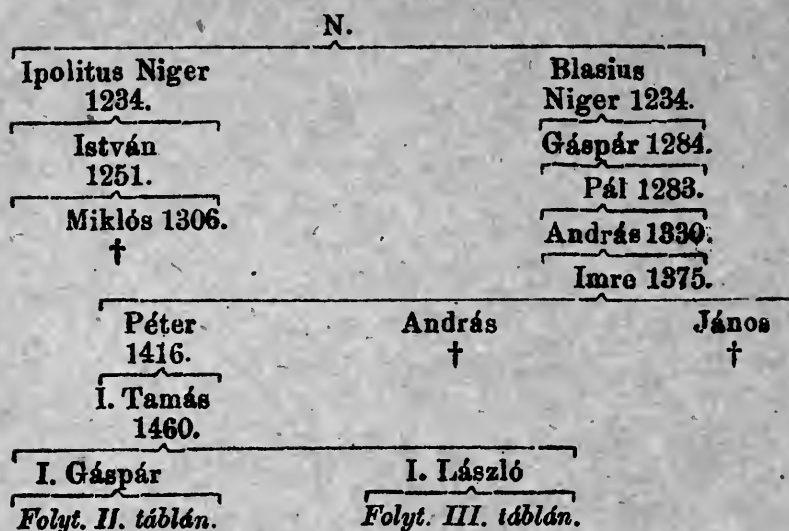 N.
Ipolitus Niger
1234.
Blasius
Niger 1234.
István
1251.
Gáspár 1284.
Miklós 1306.
†
Pál 1283.
András 1330.
Imre 1375.
Péter
1416.
András
†
János
†
I. Tamás
1460.
I. Gáspár
I. László
Folyt. II. táblán.
Folyt. III. táblán.